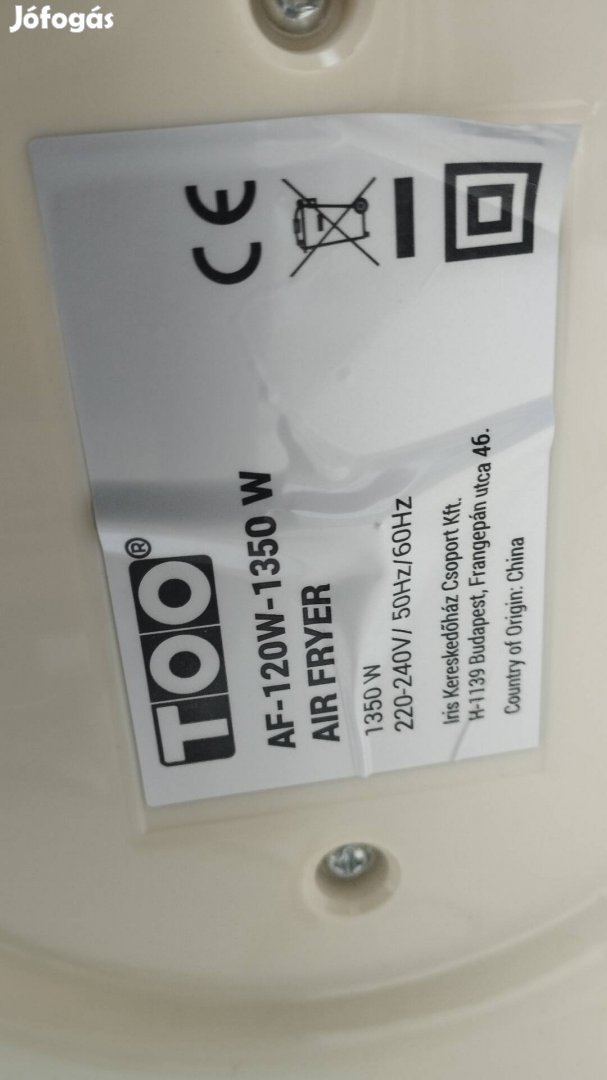 Jófogás
CE
TOO®
AF-120W-1350 W
AIR FRYER
1350 W
220-240V/ 50Hz/60Hz
Iris Kereskedőház Csoport Kft.
H-1139 Budapest, Frangepán utca 46.
Country of Origin: China